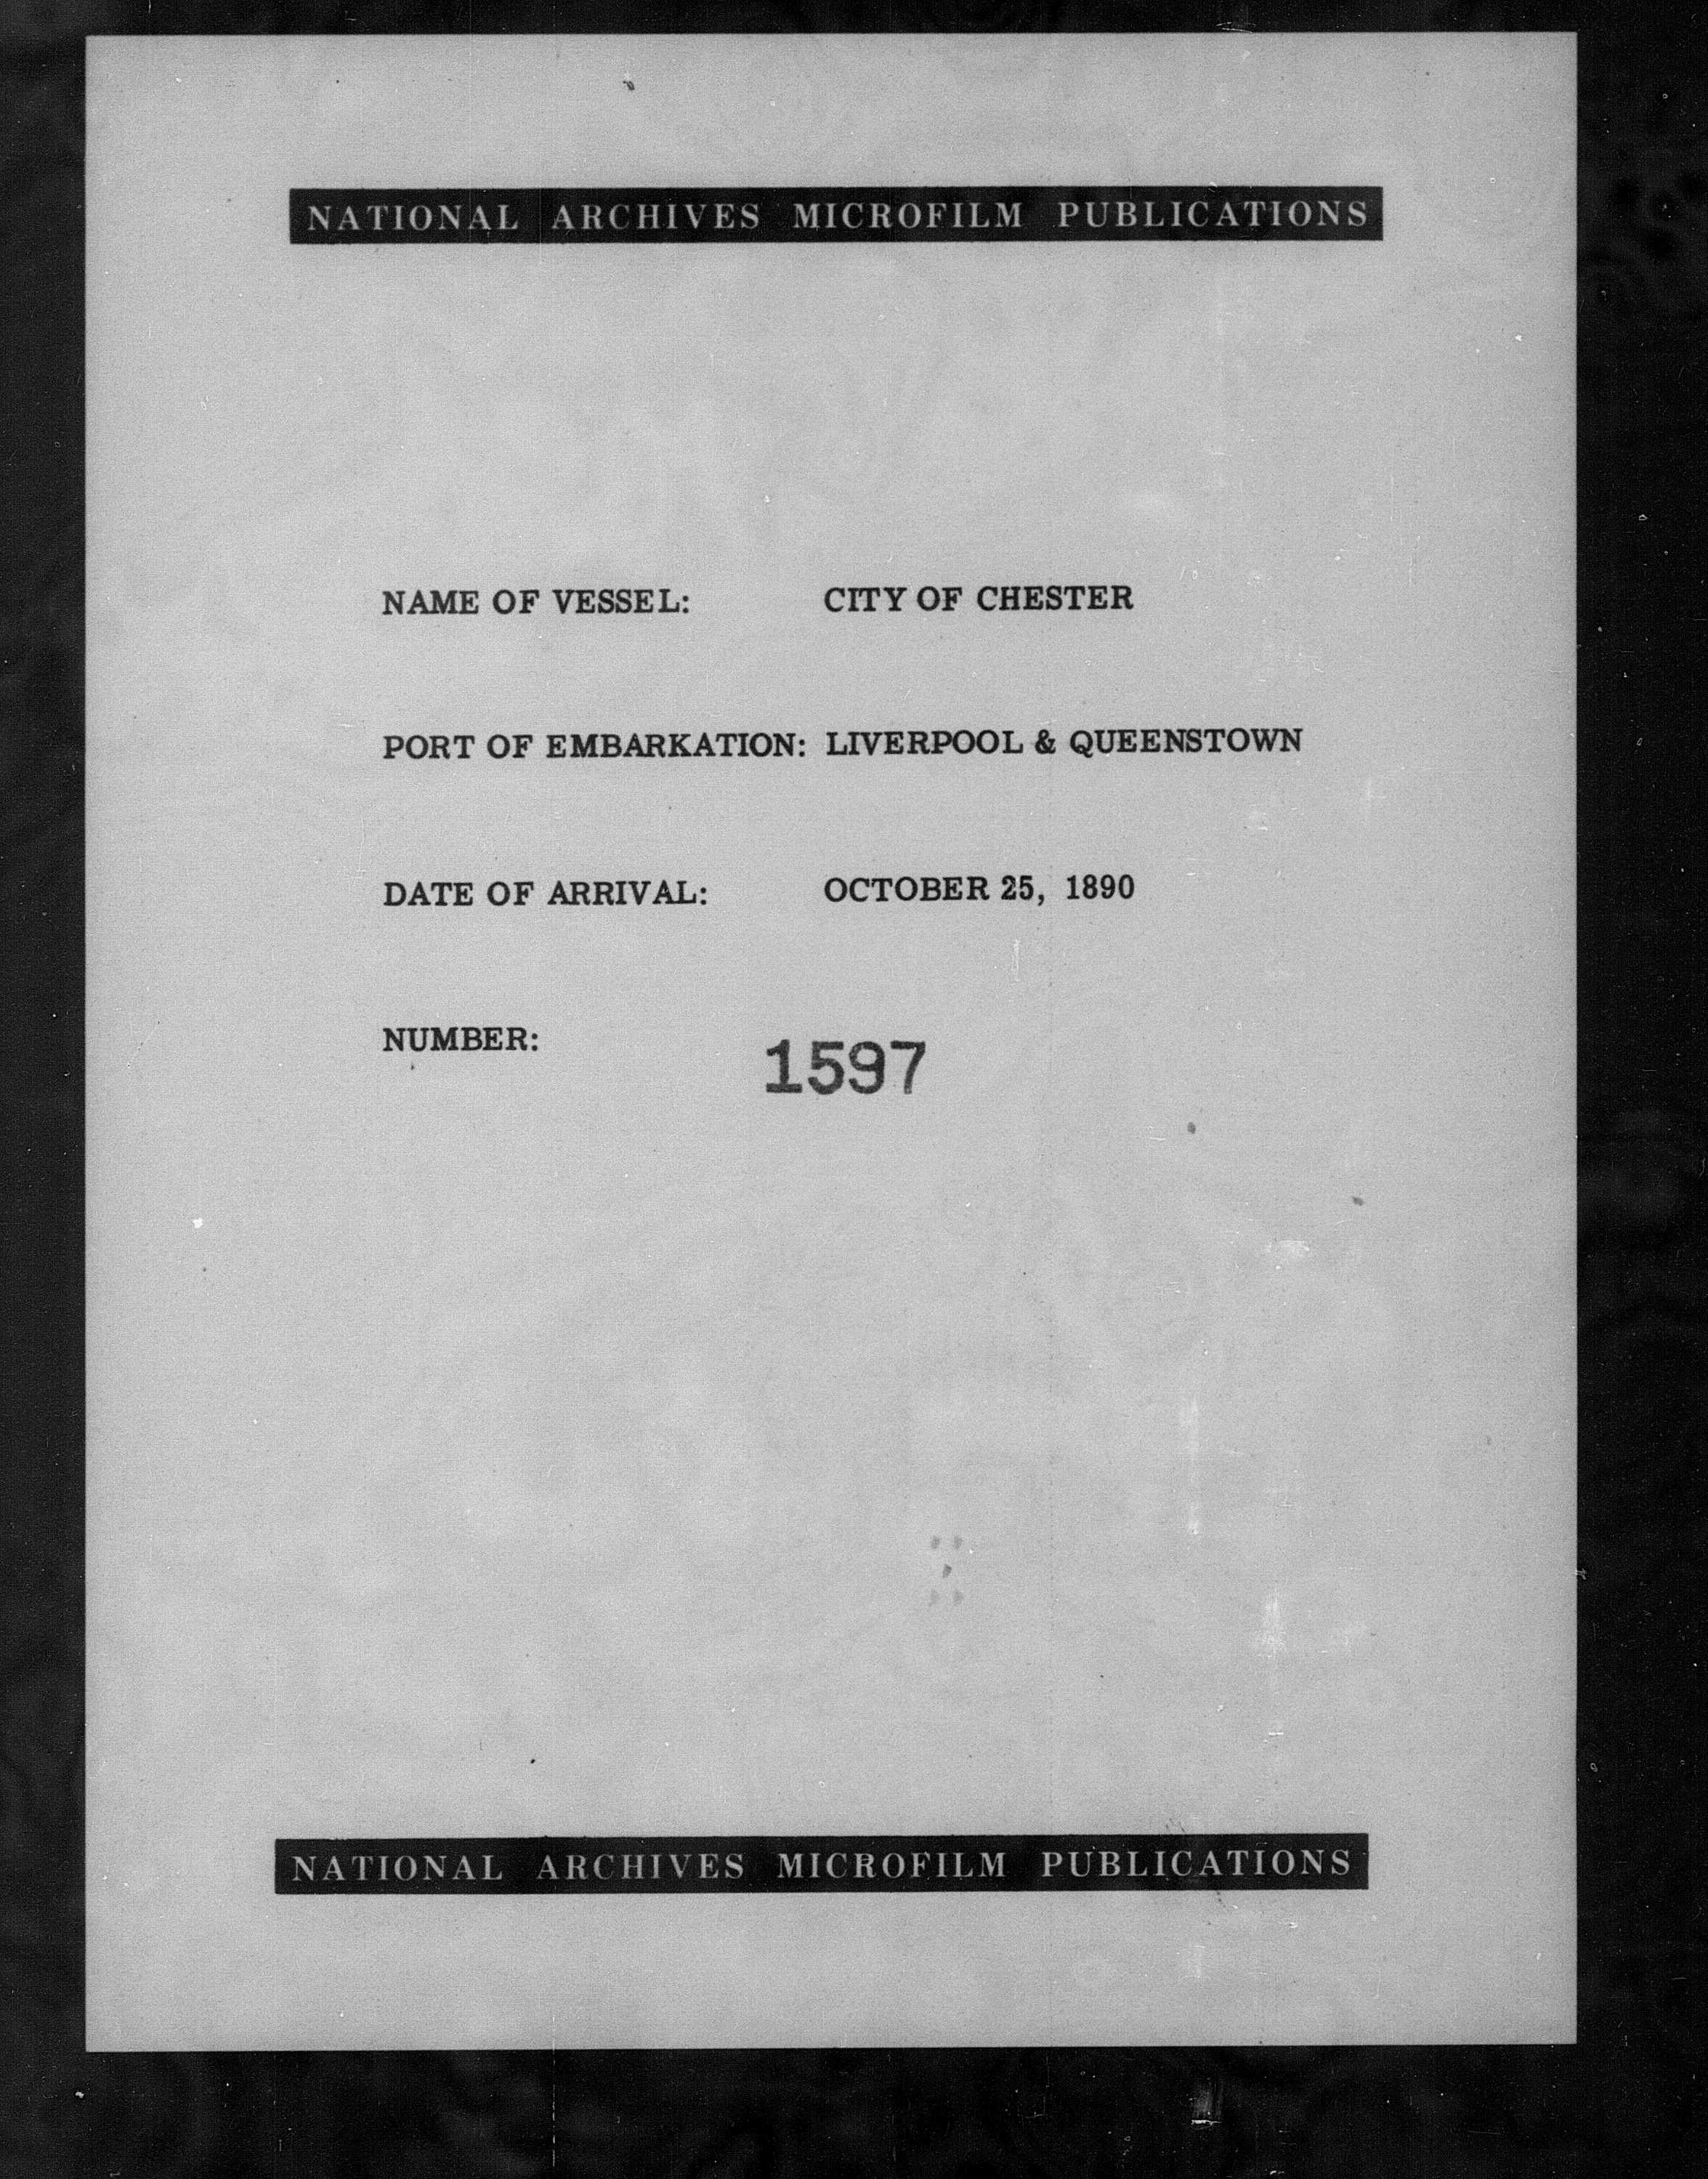 NATIONAL ARCHIVES MICROFILM PUBLICATIONS
NAME OF VESSEL: CITY OF CHESTER
PORT OF EMBARKATION: LIVERPOOL & QUEENSTOWN
DATE OF ARRIVAL: OCTOBER 25, 1890
NUMBER: 1597
NATIONAL ARCHIVES MICROFILM PUBLICATIONS